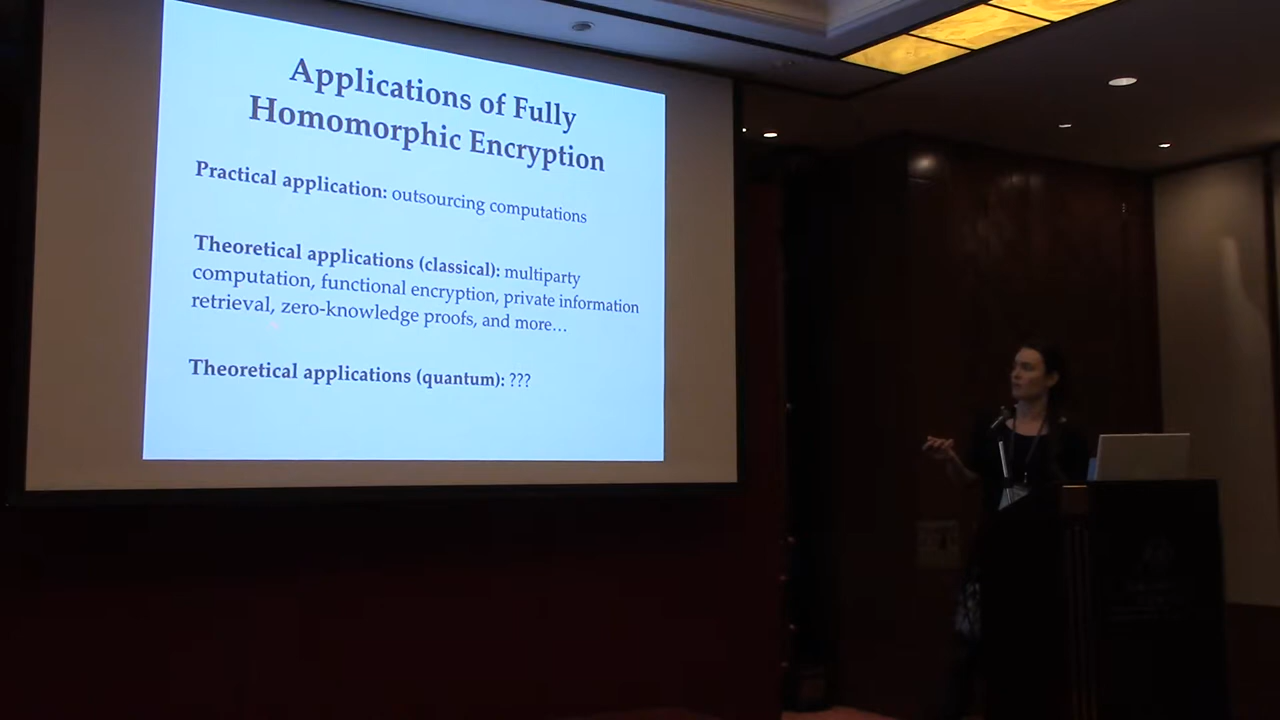 Applications of Fully
Homomorphic Encryption
Practical application: outsourcing computations
Theoretical applications (classical): multiparty
computation, functional encryption, private information
retrieval, zero-knowledge proofs, and more…
Theoretical applications (quantum): ???